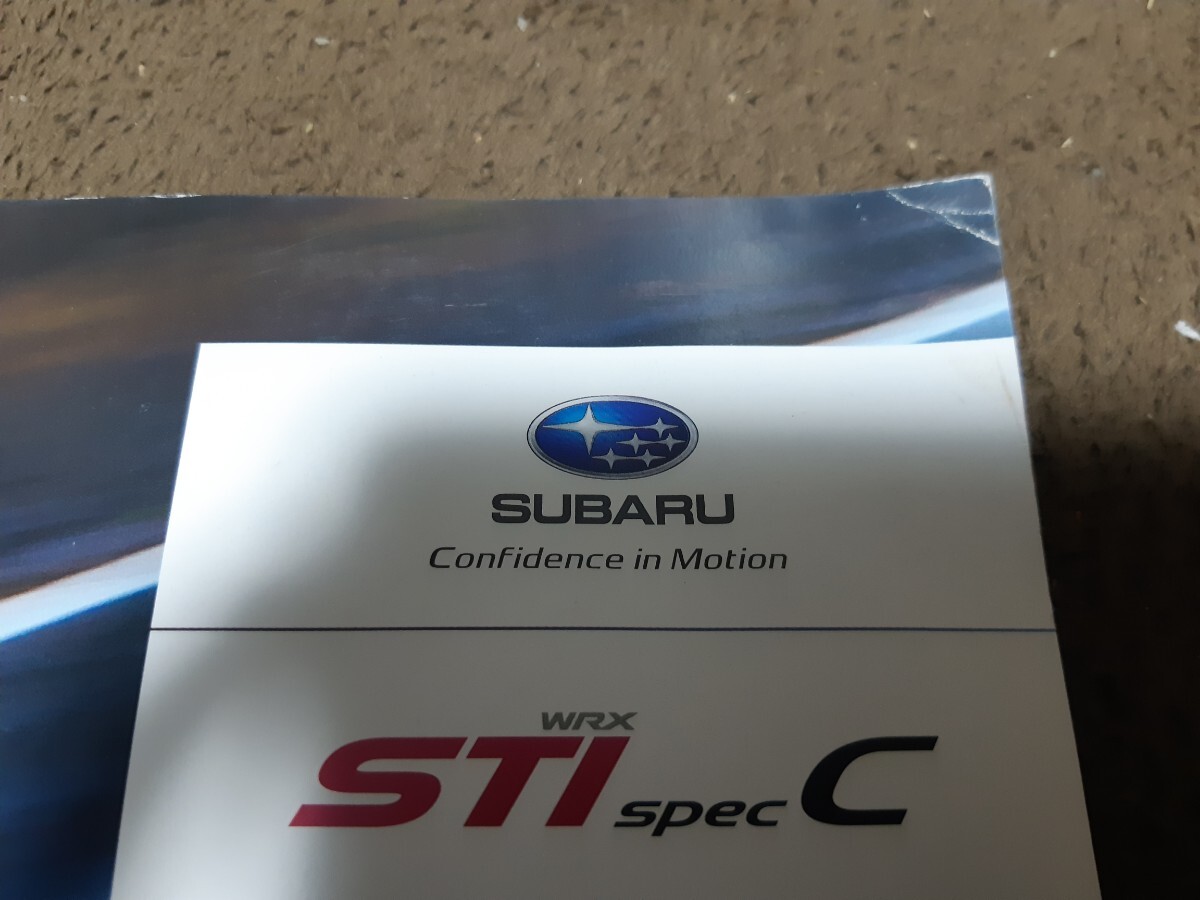 SUBARU
Confidence in Motion
WRX
STI spec C